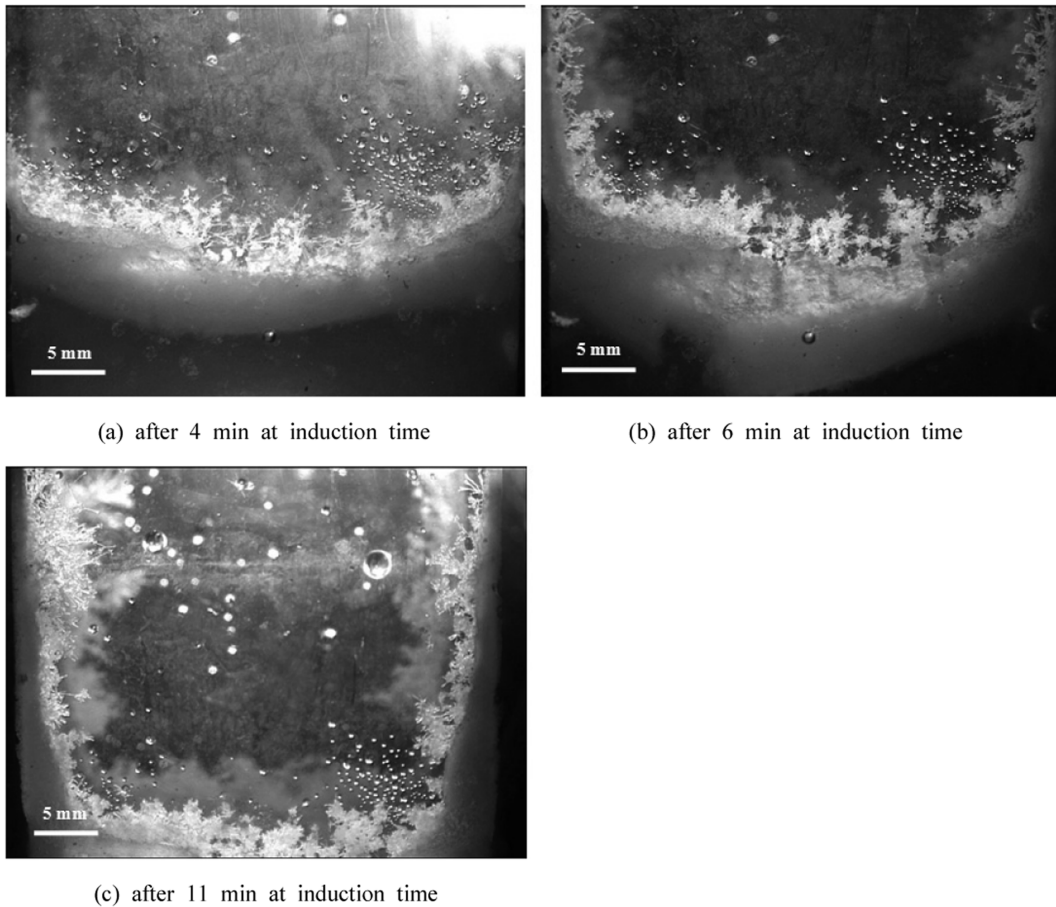 5 mm
5 mm
(a) after 4 min at induction time
(b) after 6 min at induction time
5 mm
(c) after 11 min at induction time